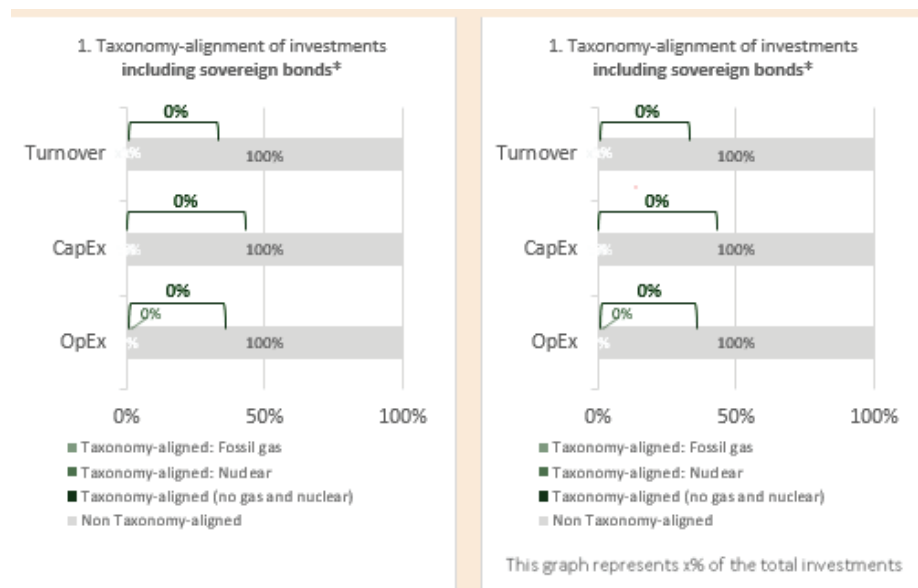 1. Taxonomy-alignment of investments
including sovereign bonds*
0%
Turnover
100%
0%
CapEx
100%
0%
0%
OpEx
100%
0%
50%
100%
Taxonomy-aligned: Fossil gas
Taxonomy-aligned: Nuclear
Taxonomy-aligned (no gas and nuclear)
Non Taxonomy-aligned
1. Taxonomy-alignment of investments
including sovereign bonds*
0%
Turnover
100%
0%
CapEx
100%
0%
0%
OpEx
100%
0%
50%
100%
Taxonomy-aligned: Fossil gas
Taxonomy-aligned: Nuclear
Taxonomy-aligned (no gas and nuclear)
Non Taxonomy-aligned
This graph represents x% of the total investments